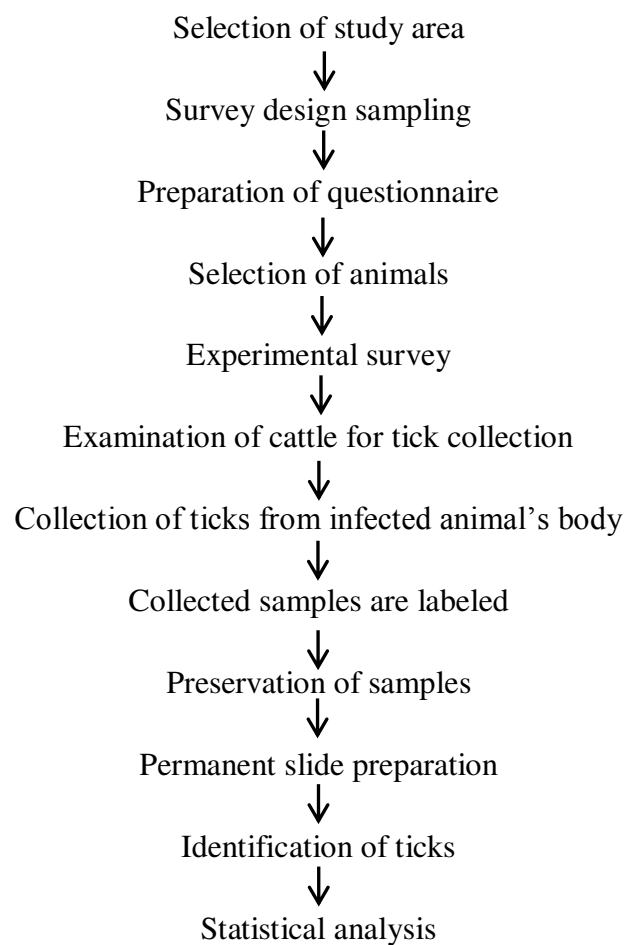 Selection of study area
Survey design sampling
Preparation of questionnaire
Selection of animals
Experimental survey
Examination of cattle for tick collection
Collection of ticks from infected animal’s body
Collected samples are labeled
Preservation of samples
Permanent slide preparation
Identification of ticks
Statistical analysis